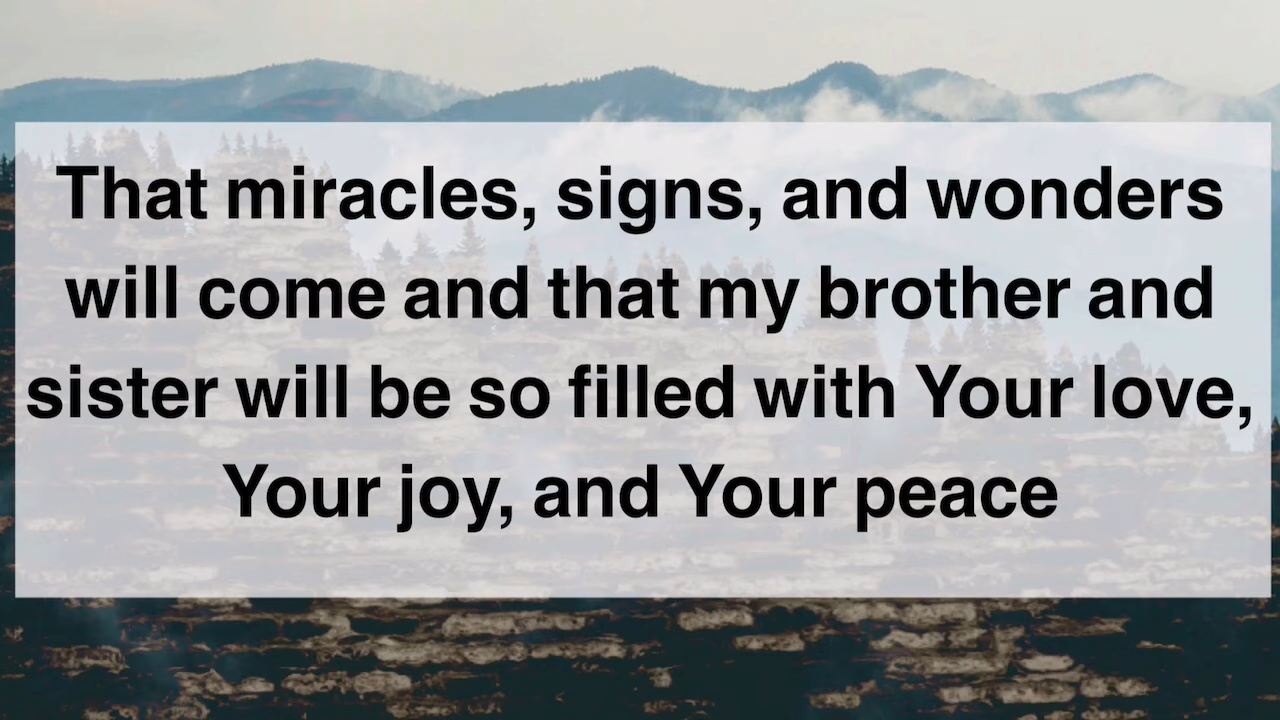 That miracles, signs, and wonders
will come and that my brother and
sister will be so filled with Your love,
Your joy, and Your peace